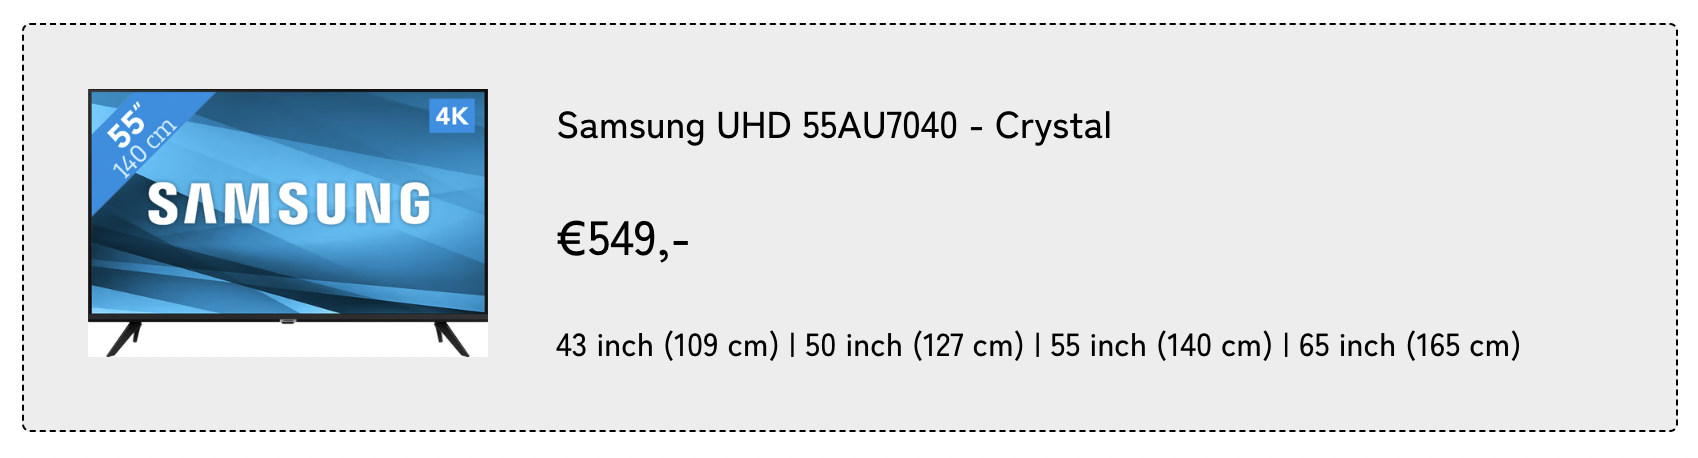 55"
140 cm
4K
SAMSUNG
Samsung UHD 55AU7040 - Crystal
€549,-
43 inch (109 cm) | 50 inch (127 cm) | 55 inch (140 cm) | 65 inch (165 cm)